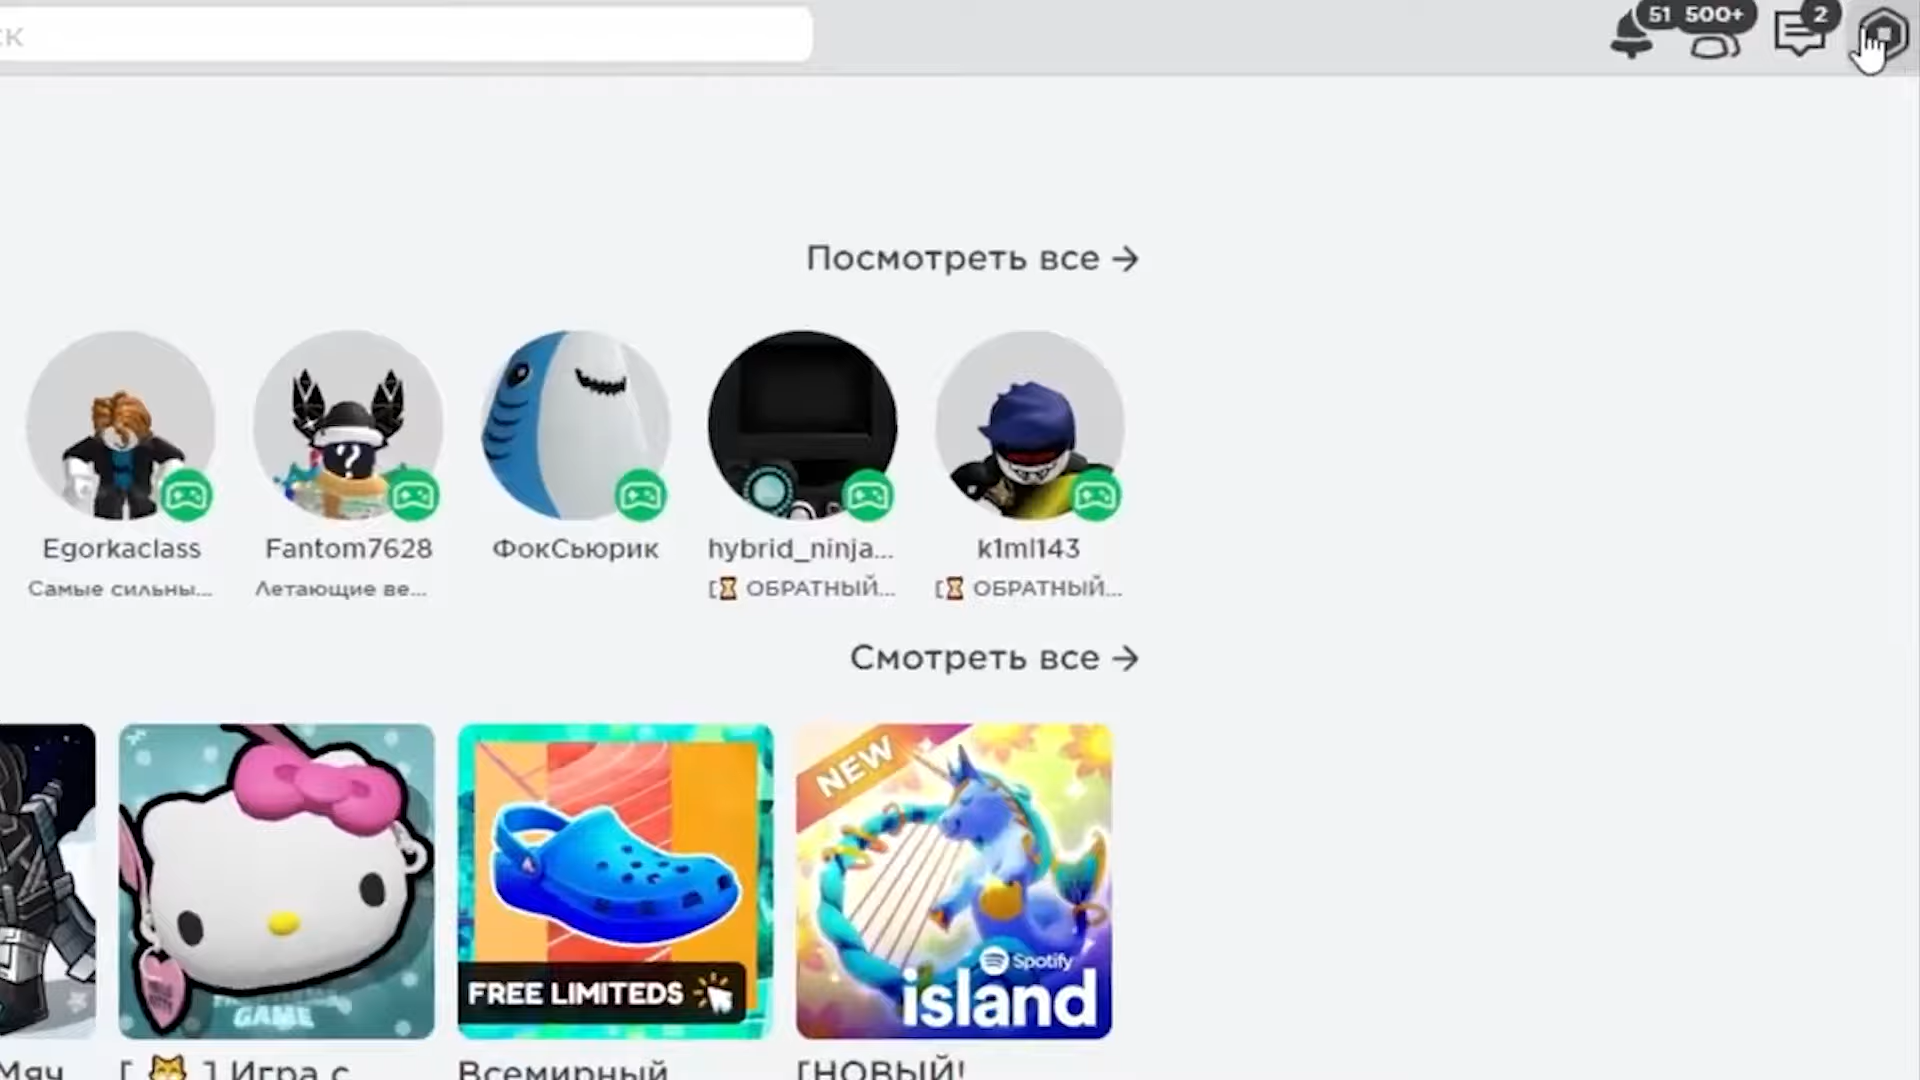 51 500+ 2
Посмотреть все →
Egorkaclass Fantom7628 ФокСьюрик hybrid_ninja... k1ml143
Самые сильны... Летающие ве... [⏳ ОБРАТНЫЙ... [⏳ ОБРАТНЫЙ...
Смотреть все →
NEW
Spotify
FREE LIMITEDS
island
GAME
Мяч [ 🐱 ] Игра с Всемирный [НОВЫЙ!